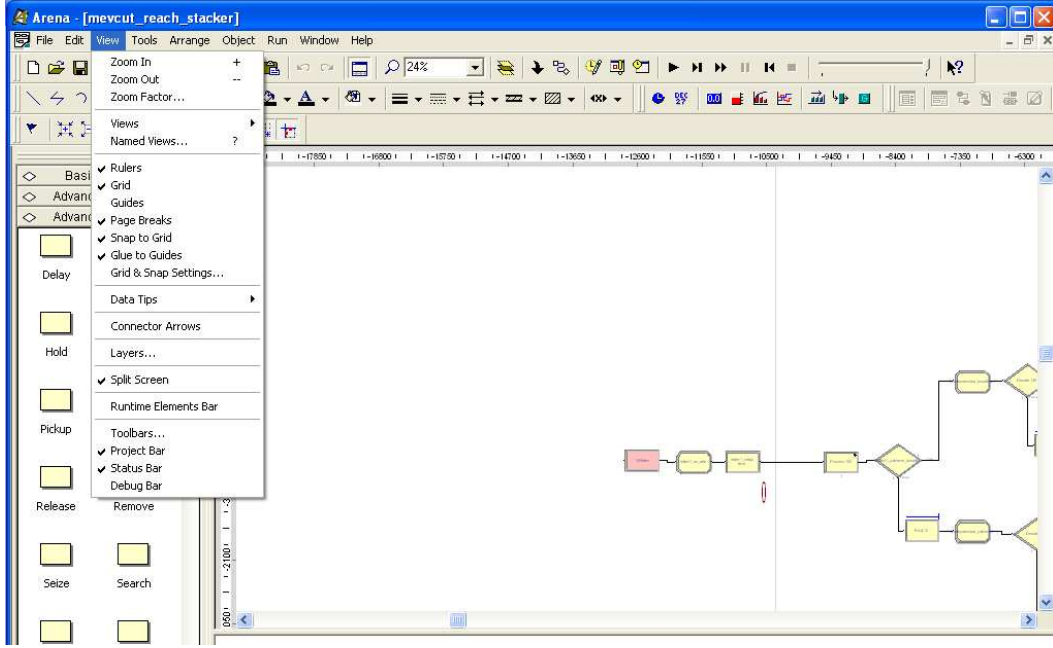 Arena - [mevcut_reach_stacker]
File Edit View Tools Arrange Object Run Window Help
24%
Zoom In +
Zoom Out --
Zoom Factor...
Views
Named Views... ?
Rulers
Grid
Guides
Page Breaks
Snap to Grid
Glue to Guides
Grid & Snap Settings...
Data Tips
Connector Arrows
Layers...
Split Screen
Runtime Elements Bar
Toolbars...
Project Bar
Status Bar
Debug Bar
Basi
Advanc
Advanc
Delay
Hold
Pickup
Release Remove
Seize Search
-17850 -16800 -15750 -14700 -13650 -12600 -11550 -10500 -9450 -8400 -7350 -6300
-2100